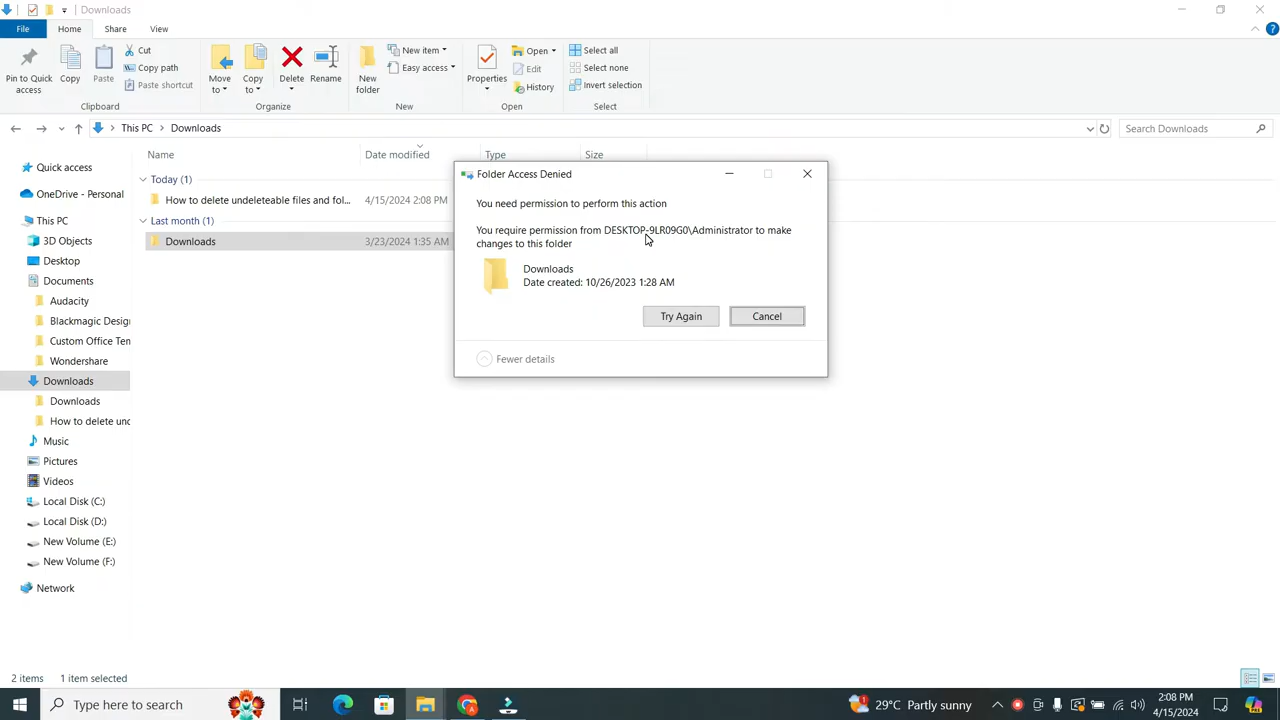 Downloads
File Home Share View
Pin to Quick access
Copy
Paste
Cut
Copy path
Paste shortcut
Clipboard
Move to
Copy to
Delete
Rename
Organize
New folder
New item
Easy access
New
Properties
Open
Edit
History
Open
Select all
Select none
Invert selection
Select
This PC > Downloads
Search Downloads
Name Date modified Type Size
Today (1)
How to delete undeleteable files and fol... 4/15/2024 2:08 PM
Last month (1)
Downloads 3/23/2024 1:35 AM
Quick access
OneDrive - Personal
This PC
3D Objects
Desktop
Documents
Audacity
Blackmagic Desig
Custom Office Ten
Wondershare
Downloads
Downloads
How to delete unc
Music
Pictures
Videos
Local Disk (C:)
Local Disk (D:)
New Volume (E:)
New Volume (F:)
Network
Folder Access Denied
You need permission to perform this action
You require permission from DESKTOP-9LR09G0\Administrator to make
changes to this folder
Downloads
Date created: 10/26/2023 1:28 AM
Try Again Cancel
Fewer details
2 items 1 item selected
Type here to search
1
29°C Partly sunny
2:08 PM
4/15/2024